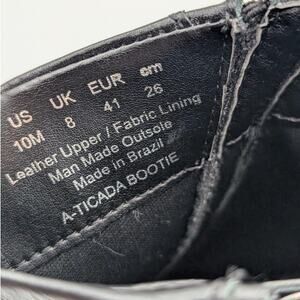 US UK EUR cm
10M 8 41 26
Leather Upper / Fabric Lining
Man Made Outsole
Made in Brazil
A-TICADA BOOTIE